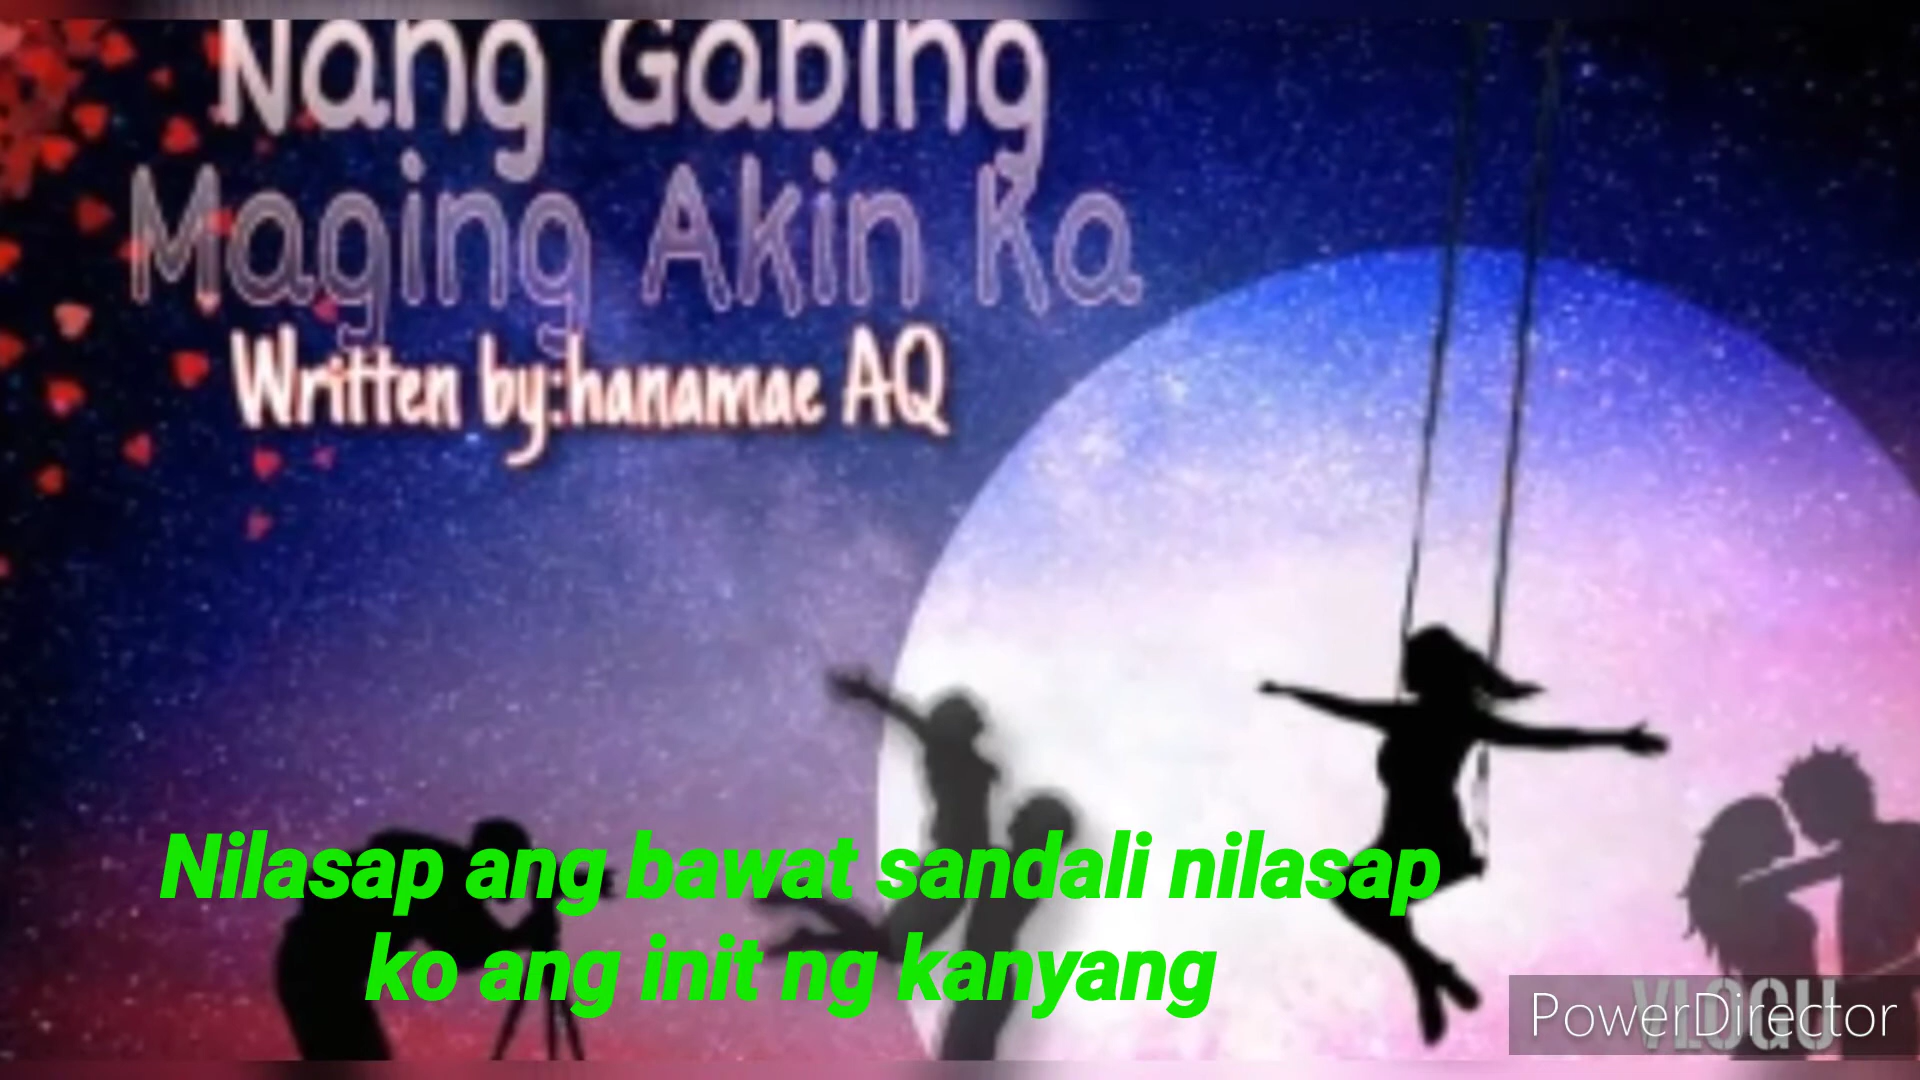 Nang Gabing
Maging Akin Ka
Written by:hanamae AQ
Nilasap ang bawat sandali nilasap
ko ang init ng kanyang
PowerDirector
VLOGU